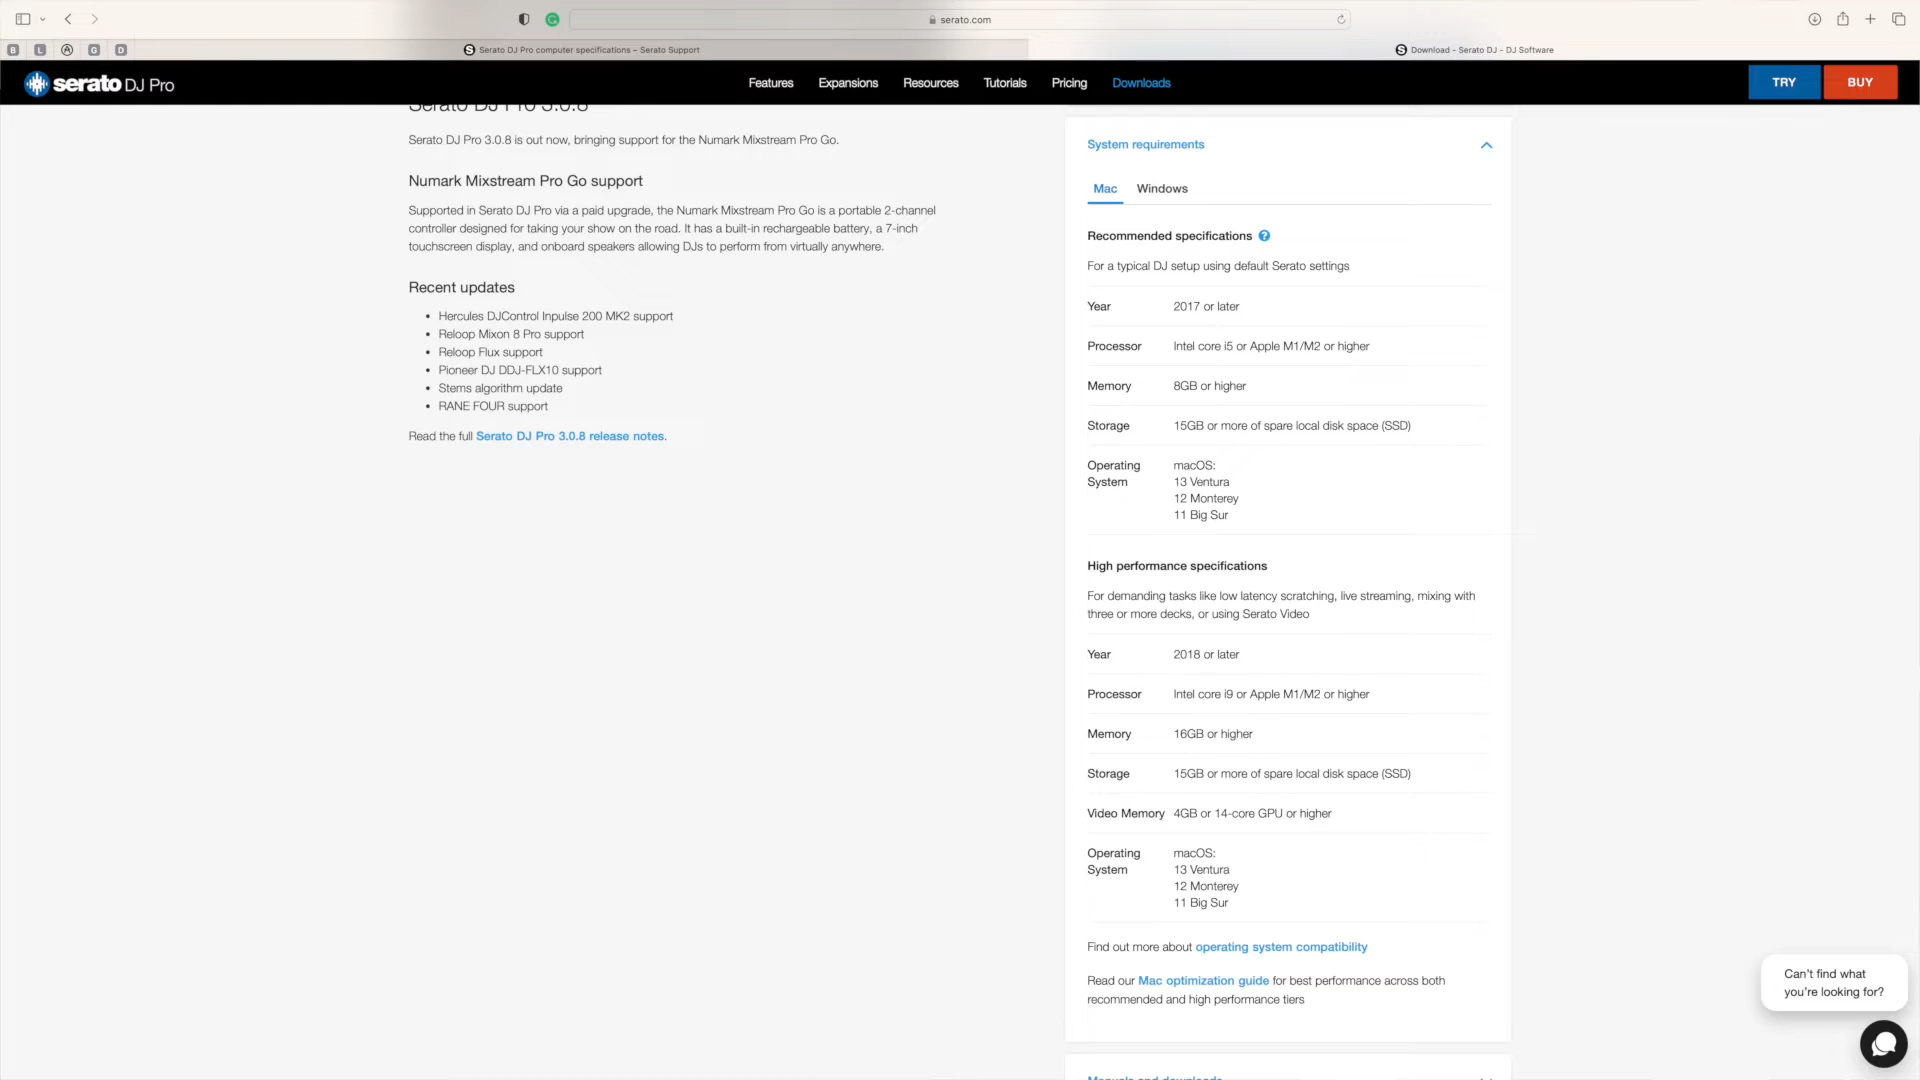 serato.com
B L A G D
Serato DJ Pro computer specifications – Serato Support
Download - Serato DJ - DJ Software
serato DJ Pro
Features
Expansions
Resources
Tutorials
Pricing
Downloads
TRY
BUY
Serato DJ Pro 3.0.8
Serato DJ Pro 3.0.8 is out now, bringing support for the Numark Mixstream Pro Go.
Numark Mixstream Pro Go support
Supported in Serato DJ Pro via a paid upgrade, the Numark Mixstream Pro Go is a portable 2-channel
controller designed for taking your show on the road. It has a built-in rechargeable battery, a 7-inch
touchscreen display, and onboard speakers allowing DJs to perform from virtually anywhere.
Recent updates
• Hercules DJControl Inpulse 200 MK2 support
• Reloop Mixon 8 Pro support
• Reloop Flux support
• Pioneer DJ DDJ-FLX10 support
• Stems algorithm update
• RANE FOUR support
Read the full Serato DJ Pro 3.0.8 release notes.
System requirements
Mac Windows
Recommended specifications ?
For a typical DJ setup using default Serato settings
Year 2017 or later
Processor Intel core i5 or Apple M1/M2 or higher
Memory 8GB or higher
Storage 15GB or more of spare local disk space (SSD)
Operating macOS:
System 13 Ventura
12 Monterey
11 Big Sur
High performance specifications
For demanding tasks like low latency scratching, live streaming, mixing with
three or more decks, or using Serato Video
Year 2018 or later
Processor Intel core i9 or Apple M1/M2 or higher
Memory 16GB or higher
Storage 15GB or more of spare local disk space (SSD)
Video Memory 4GB or 14-core GPU or higher
Operating macOS:
System 13 Ventura
12 Monterey
11 Big Sur
Find out more about operating system compatibility
Read our Mac optimization guide for best performance across both
recommended and high performance tiers
Manuals and downloads
Can't find what
you're looking for?